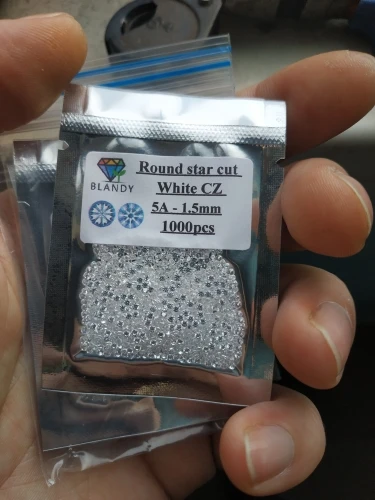 BLANDY
Round star cut
White CZ
5A - 1.5mm
1000pcs